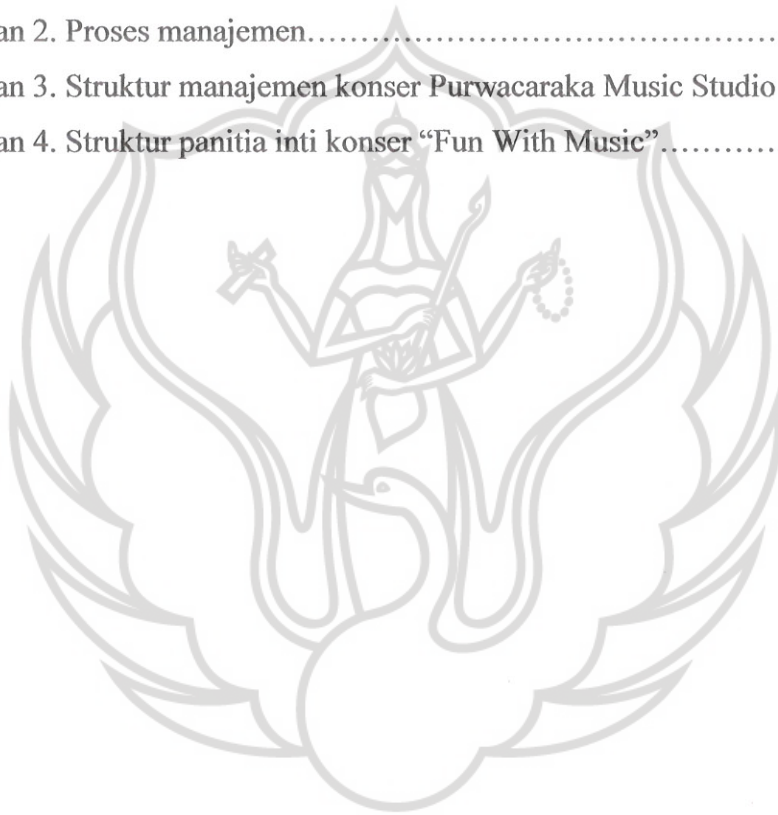 an 2. Proses manajemen……………………………………………
an 3. Struktur manajemen konser Purwacaraka Music Studio
an 4. Struktur panitia inti konser “Fun With Music”…………